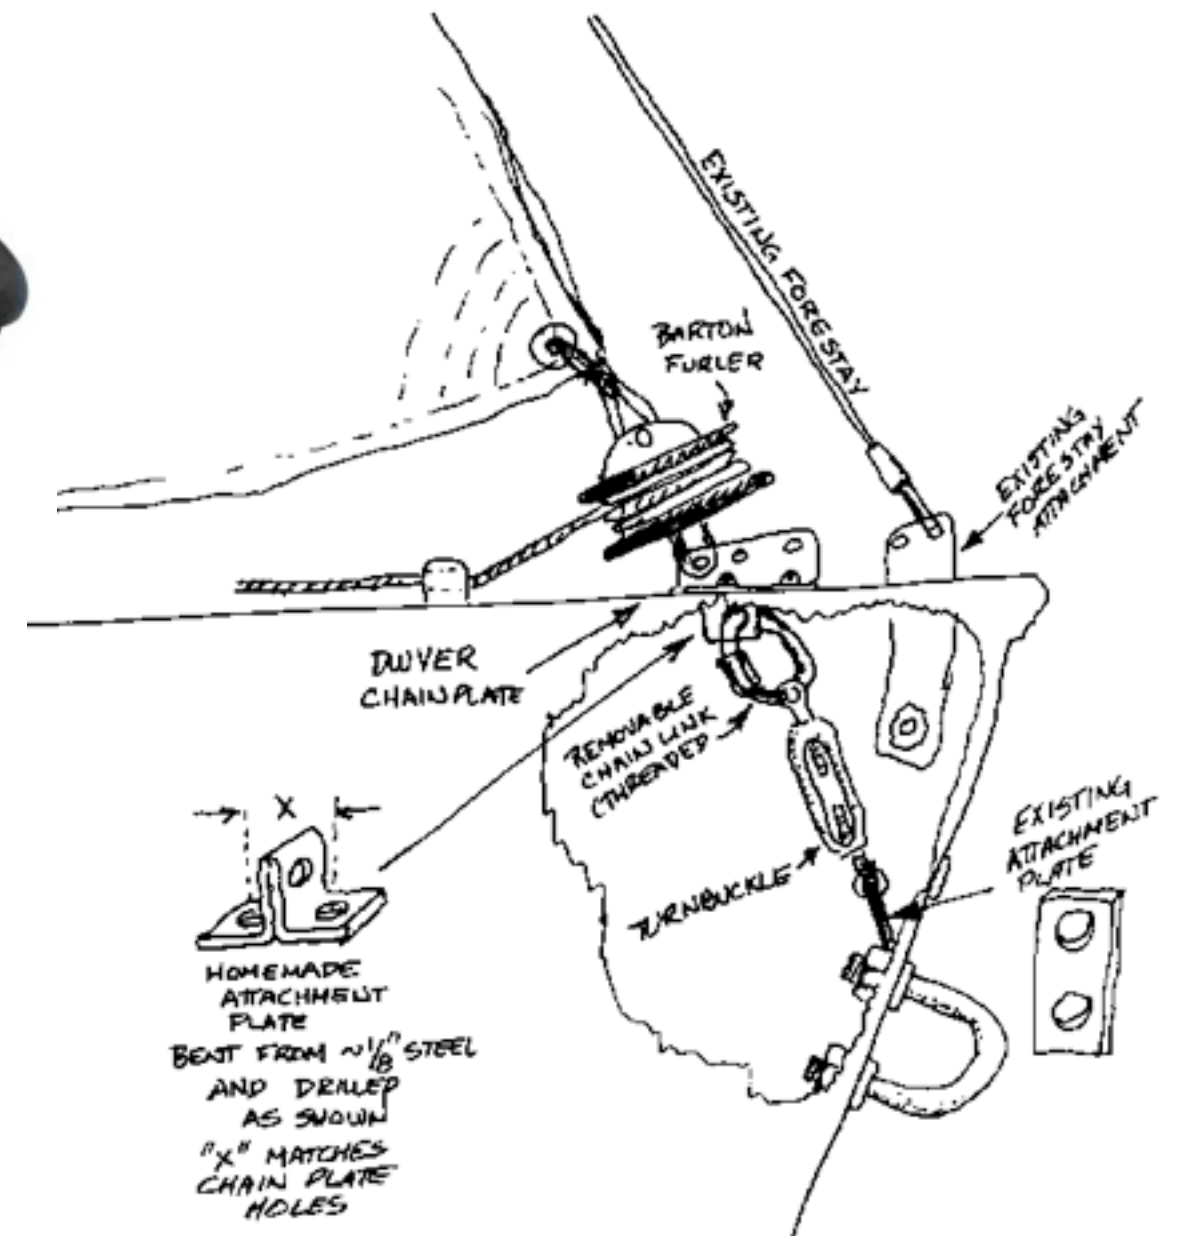 EXISTING FORESTAY
BARTON
FURLER
EXISTING
FORESTAY
ATTACHMENT
DWYER
CHAINPLATE
REMOVABLE
CHAIN LINK
(THREADED)
X
EXISTING
ATTACHMENT
PLATE
TURNBUCKLE
HOMEMADE
ATTACHMENT
PLATE
BENT FROM ~1/8" STEEL
AND DRILLED
AS SHOWN
"X" MATCHES
CHAIN PLATE
HOLES